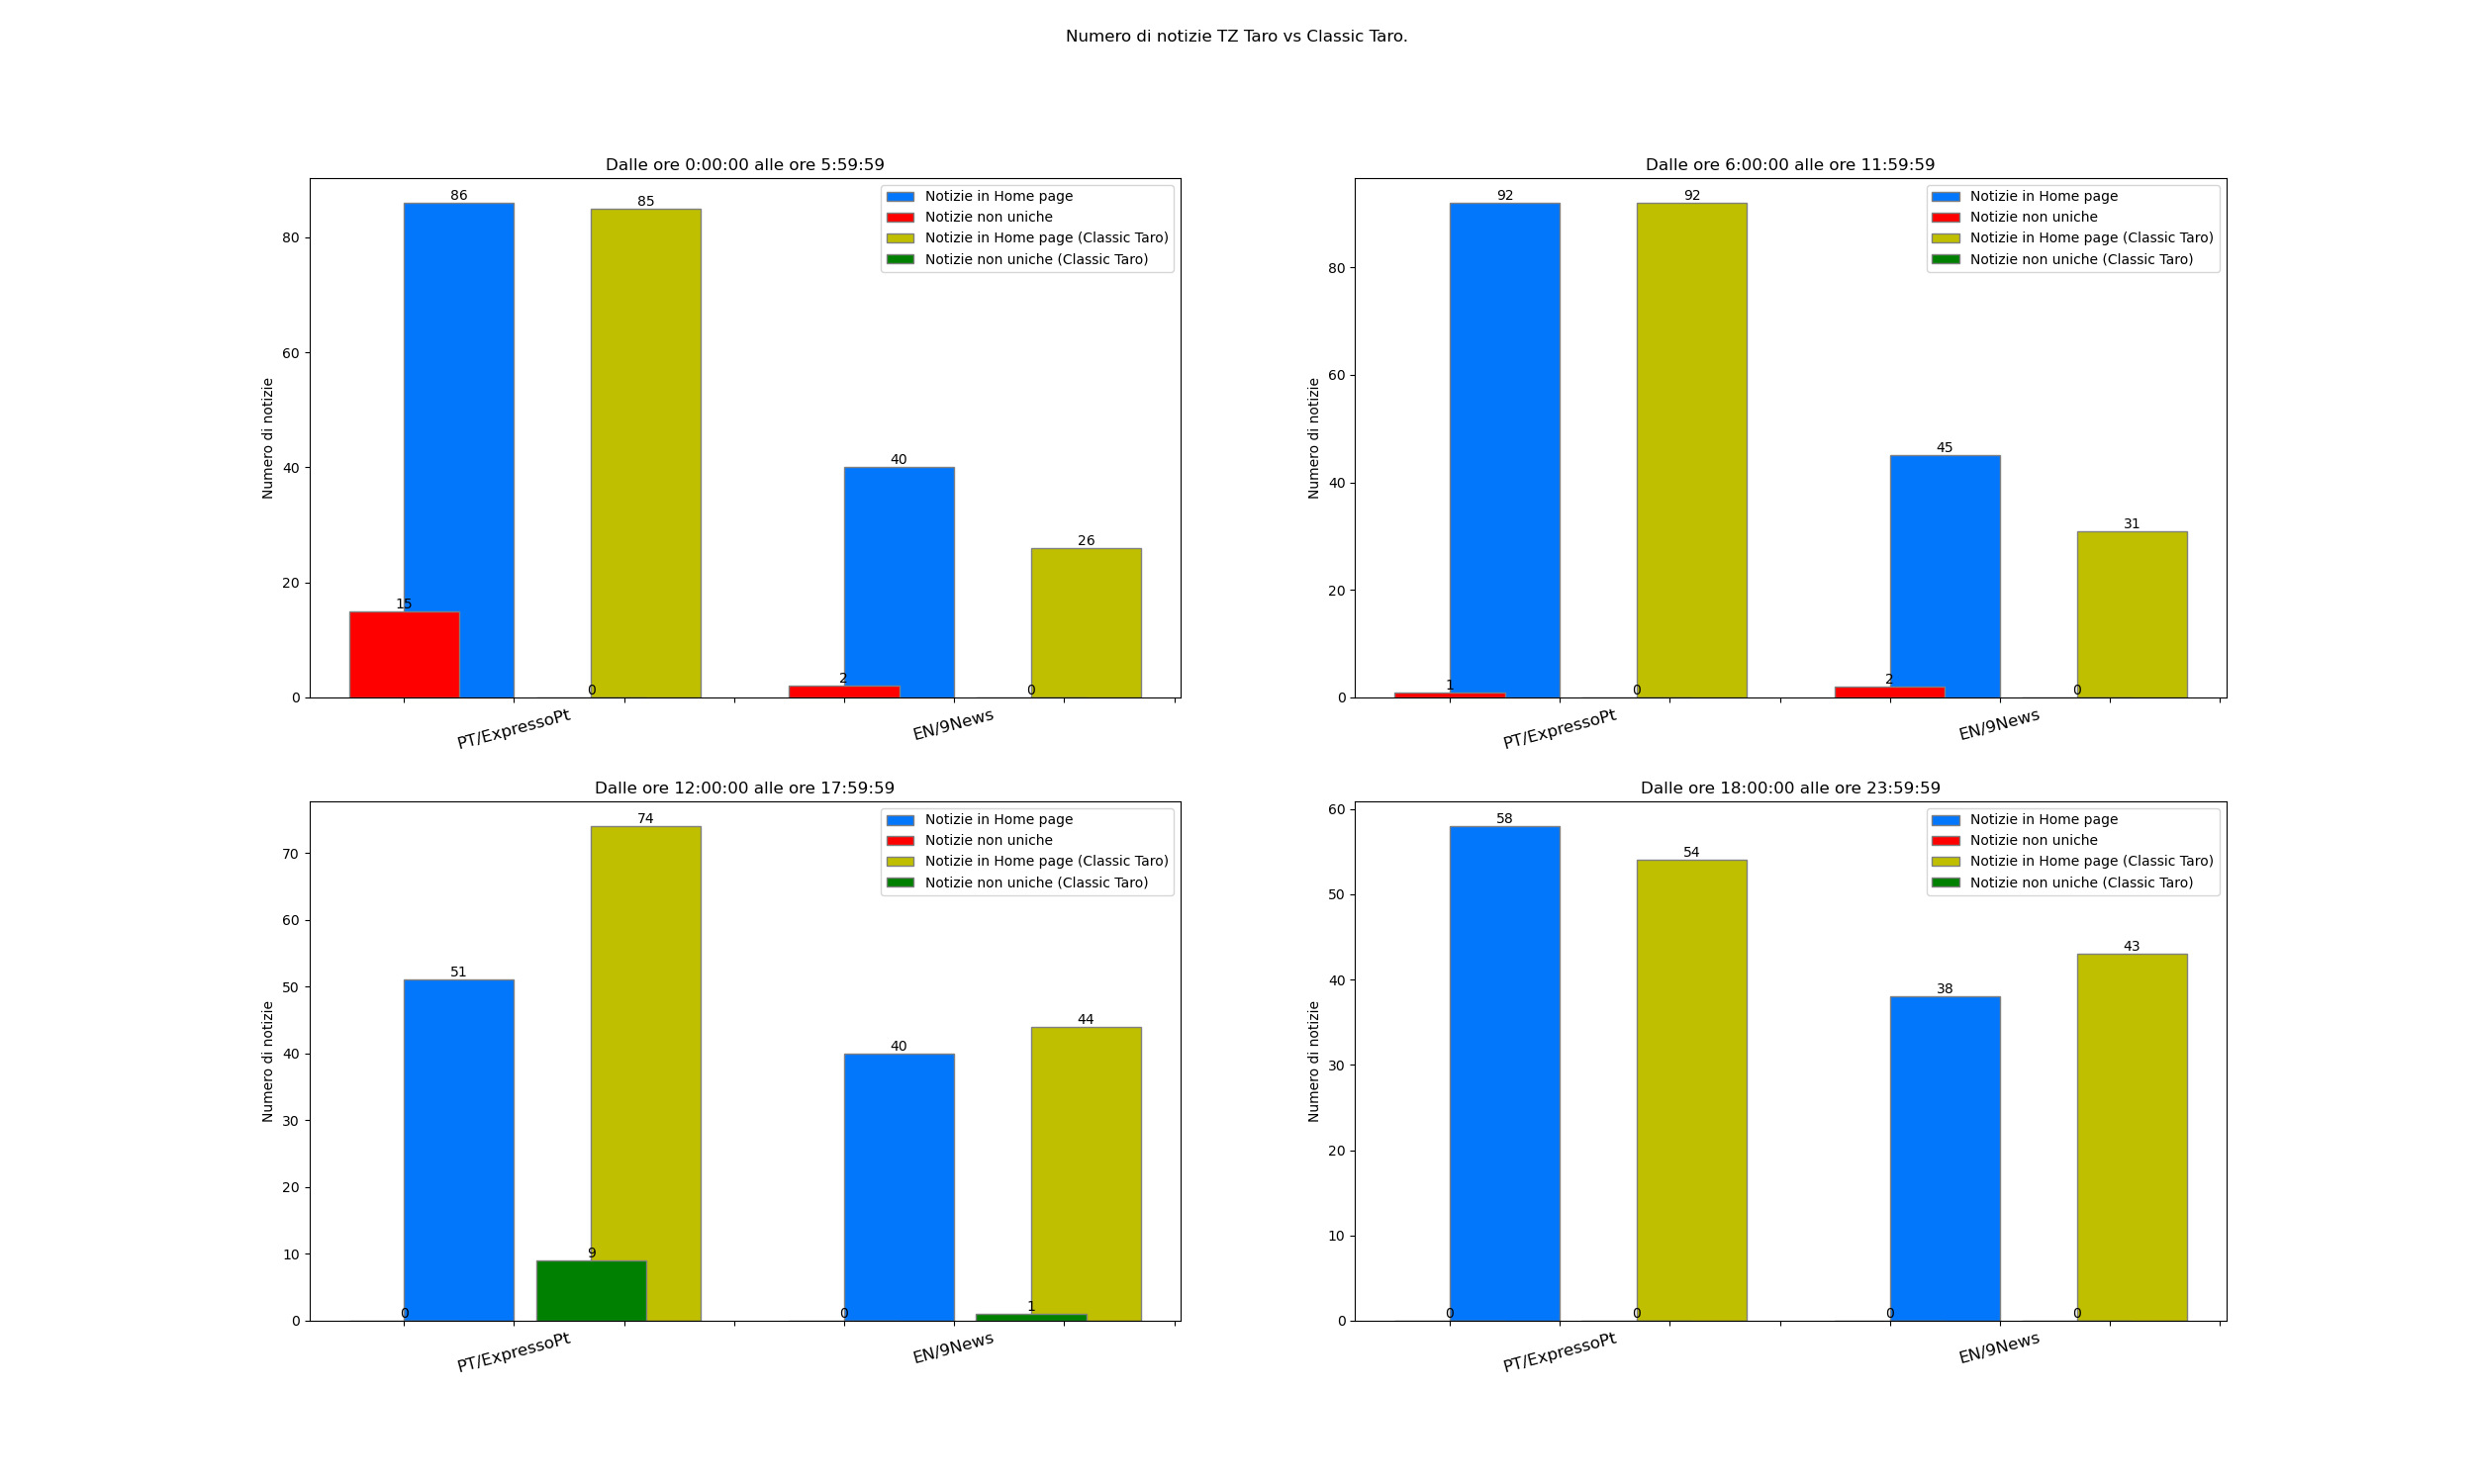 Numero di notizie TZ Taro vs Classic Taro.
Dalle ore 0:00:00 alle ore 5:59:59
Numero di notizie
80
60
40
20
0
86
85
15
0
40
26
2
0
Notizie in Home page
Notizie non uniche
Notizie in Home page (Classic Taro)
Notizie non uniche (Classic Taro)
PT/ExpressoPt
EN/9News
Dalle ore 6:00:00 alle ore 11:59:59
Numero di notizie
80
60
40
20
0
92
92
1
0
45
31
2
0
Notizie in Home page
Notizie non uniche
Notizie in Home page (Classic Taro)
Notizie non uniche (Classic Taro)
PT/ExpressoPt
EN/9News
Dalle ore 12:00:00 alle ore 17:59:59
Numero di notizie
70
60
50
40
30
20
10
0
74
51
9
0
40
44
0
1
Notizie in Home page
Notizie non uniche
Notizie in Home page (Classic Taro)
Notizie non uniche (Classic Taro)
PT/ExpressoPt
EN/9News
Dalle ore 18:00:00 alle ore 23:59:59
Numero di notizie
60
50
40
30
20
10
0
58
54
0
0
38
43
0
0
Notizie in Home page
Notizie non uniche
Notizie in Home page (Classic Taro)
Notizie non uniche (Classic Taro)
PT/ExpressoPt
EN/9News